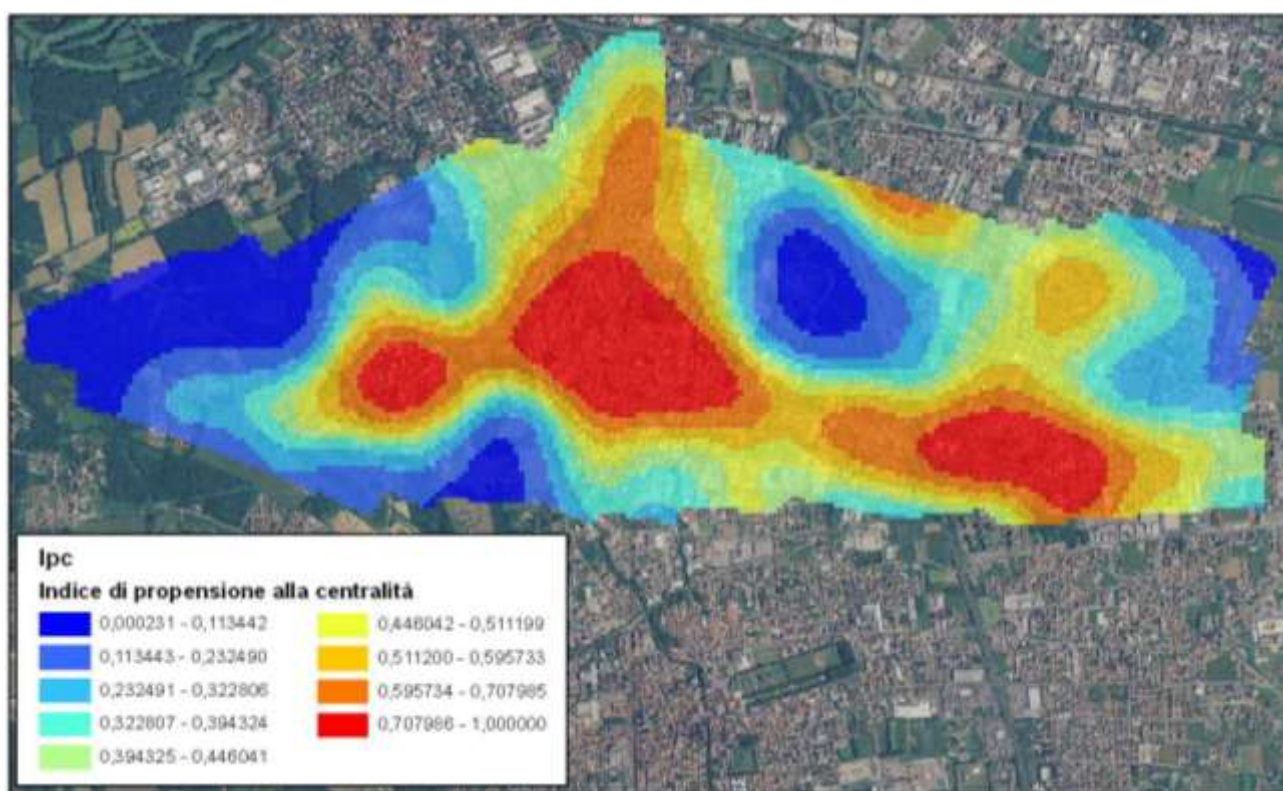 Ipc
Indice di propensione alla centralità
0,000231 - 0,113442
0,113443 - 0,232490
0,232491 - 0,322806
0,322807 - 0,394324
0,394325 - 0,446041
0,446042 - 0,511199
0,511200 - 0,595733
0,595734 - 0,707985
0,707986 - 1,000000